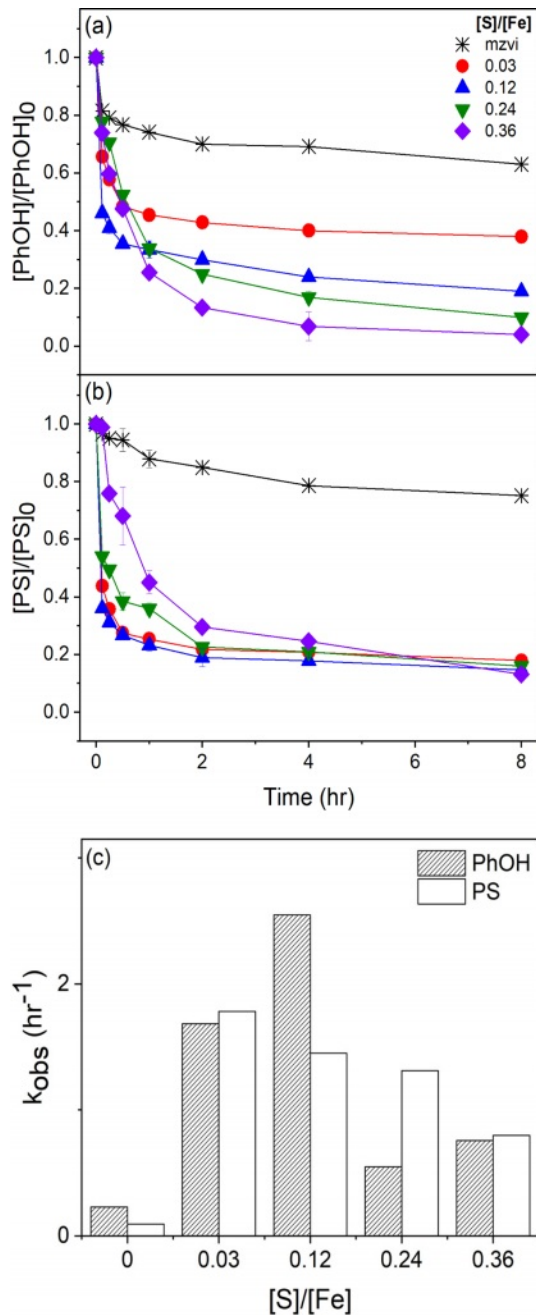 (a)
[S]/[Fe]
mzvi
0.03
0.12
0.24
0.36
1.0
0.8
0.6
0.4
0.2
0.0
[PhOH]/[PhOH]0
(b)
1.0
0.8
0.6
0.4
0.2
0.0
[PS]/[PS]0
0 2 4 6 8
Time (hr)
(c)
PhOH
PS
2
0
kobs (hr-1)
0 0.03 0.12 0.24 0.36
[S]/[Fe]